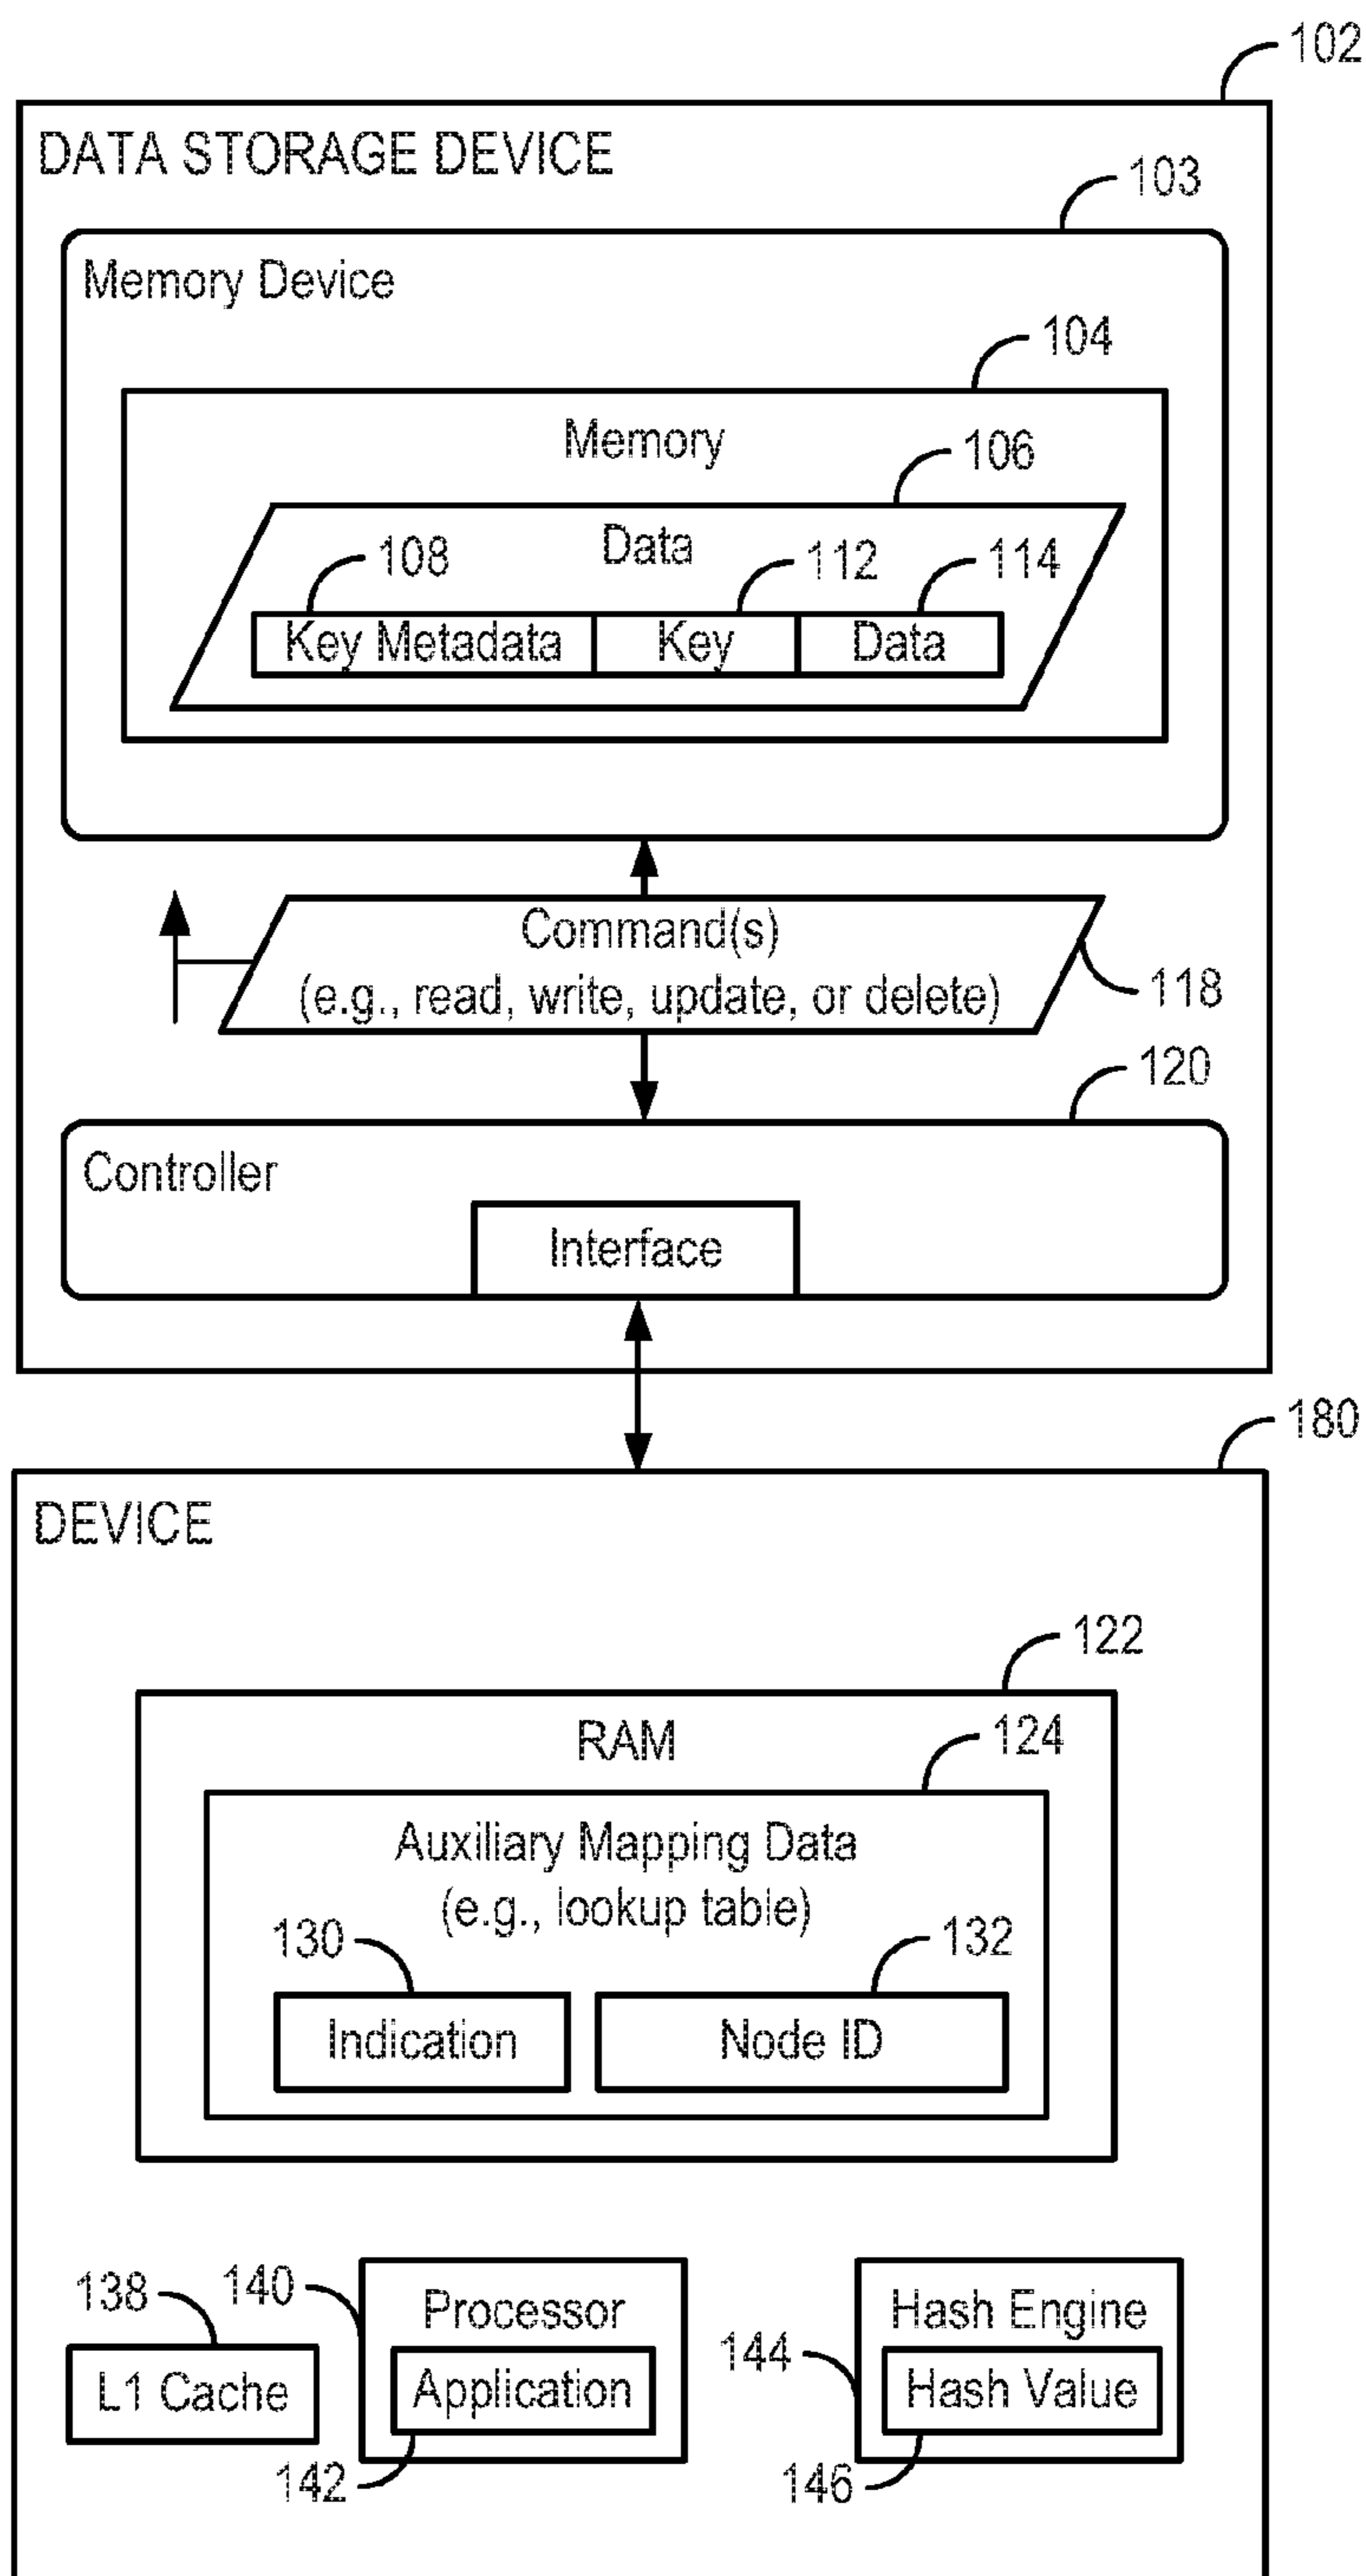 102
DATA STORAGE DEVICE
103
Memory Device
104
Memory
106
Data
108
112
114
Key Metadata
Key
Data
Command(s)
(e.g., read, write, update, or delete)
118
120
Controller
Interface
180
DEVICE
122
RAM
124
Auxiliary Mapping Data
(e.g., lookup table)
130
132
Indication
Node ID
138
140
Processor
Hash Engine
144
L1 Cache
Application
Hash Value
142
146